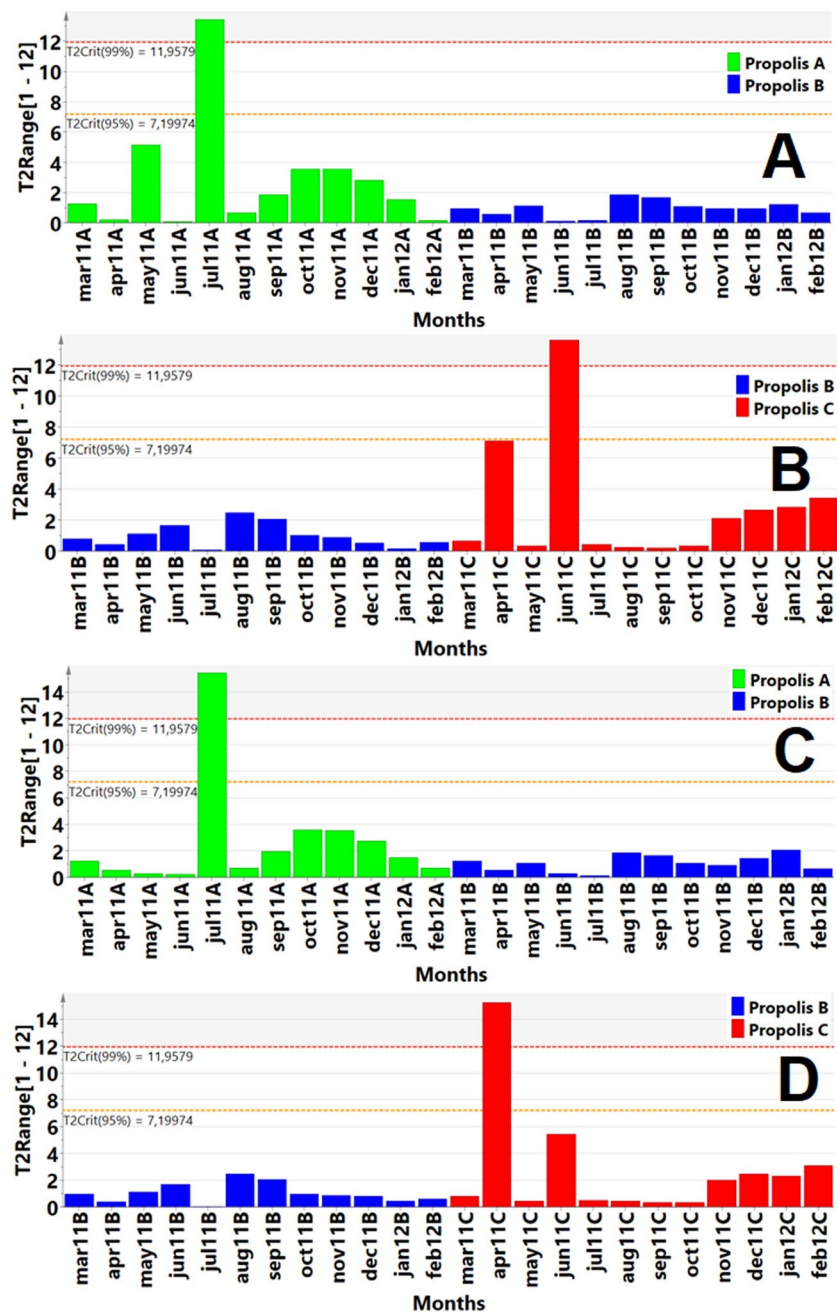 T2Range[1 - 12]
12
10
8
6
4
2
0
T2Crit(99%) = 11,9579
T2Crit(95%) = 7,19974
Propolis A
Propolis B
A
mar11A apr11A may11A jun11A jul11A aug11A sep11A oct11A nov11A dec11A jan12A feb12A mar11B apr11B may11B jun11B jul11B aug11B sep11B oct11B nov11B dec11B jan12B feb12B
Months
T2Range[1 - 12]
12
10
8
6
4
2
0
T2Crit(99%) = 11,9579
T2Crit(95%) = 7,19974
Propolis B
Propolis C
B
mar11B apr11B may11B jun11B jul11B aug11B sep11B oct11B nov11B dec11B jan12B feb12B mar11C apr11C may11C jun11C jul11C aug11C sep11C oct11C nov11C dec11C jan12C feb12C
Months
T2Range[1 - 12]
14
12
10
8
6
4
2
0
T2Crit(99%) = 11,9579
T2Crit(95%) = 7,19974
Propolis A
Propolis B
C
mar11A apr11A may11A jun11A jul11A aug11A sep11A oct11A nov11A dec11A jan12A feb12A mar11B apr11B may11B jun11B jul11B aug11B sep11B oct11B nov11B dec11B jan12B feb12B
Months
T2Range[1 - 12]
14
12
10
8
6
4
2
0
T2Crit(99%) = 11,9579
T2Crit(95%) = 7,19974
Propolis B
Propolis C
D
mar11B apr11B may11B jun11B jul11B aug11B sep11B oct11B nov11B dec11B jan12B feb12B mar11C apr11C may11C jun11C jul11C aug11C sep11C oct11C nov11C dec11C jan12C feb12C
Months